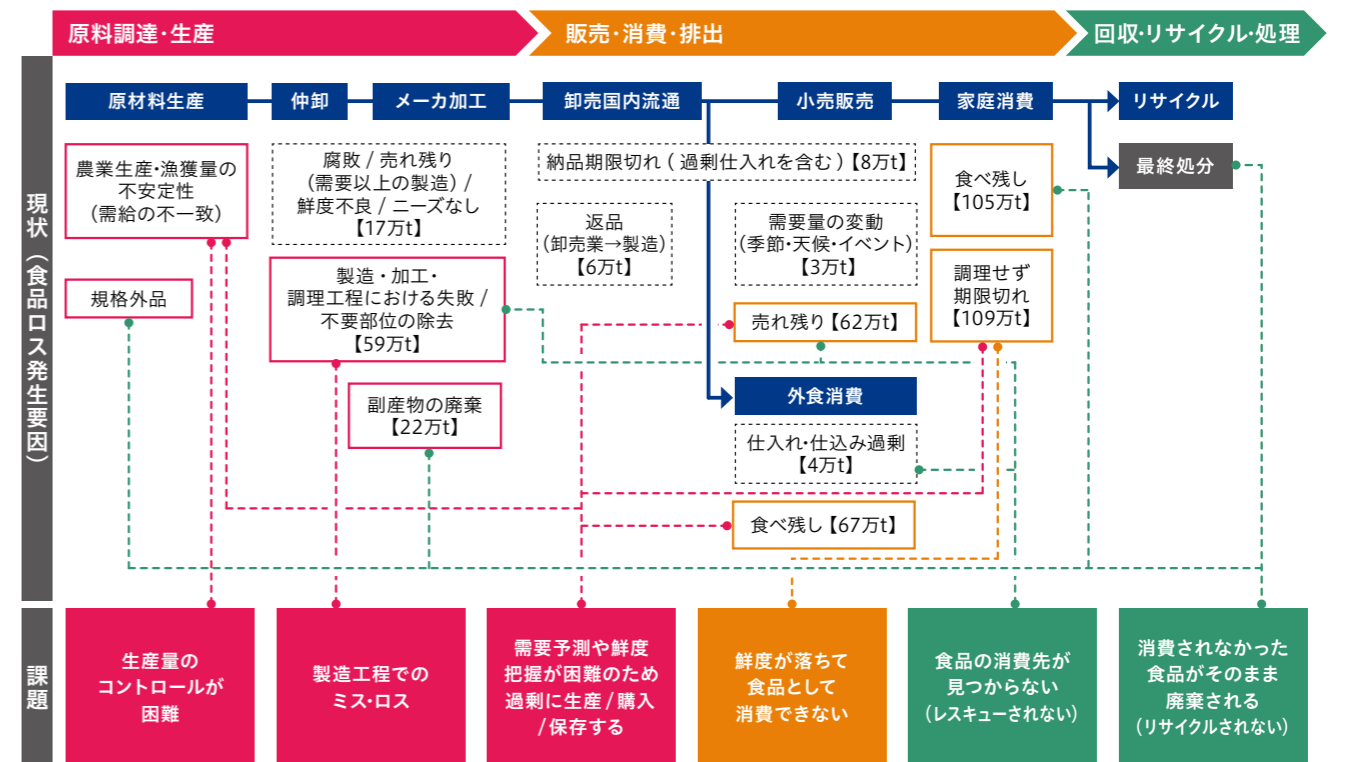 原料調達・生産
販売・消費・排出
回収・リサイクル・処理
現状（食品ロス発生要因）
原材料生産
仲卸
メーカ加工
卸売国内流通
小売販売
家庭消費
リサイクル
最終処分
農業生産・漁獲量の
不安定性
(需給の不一致)
規格外品
腐敗 / 売れ残り
(需要以上の製造) /
鮮度不良 / ニーズなし
【17万t】
製造・加工・
調理工程における失敗 /
不要部位の除去
【59万t】
副産物の廃棄
【22万t】
納品期限切れ ( 過剰仕入れを含む )【8万t】
返品
(卸売業→製造)
【6万t】
需要量の変動
(季節・天候・イベント)
【3万t】
売れ残り【62万t】
外食消費
仕入れ・仕込み過剰
【4万t】
食べ残し【67万t】
食べ残し
【105万t】
調理せず
期限切れ
【109万t】
課題
生産量の
コントロールが
困難
製造工程での
ミス・ロス
需要予測や鮮度
把握が困難のため
過剰に生産 / 購入
/ 保存する
鮮度が落ちて
食品として
消費できない
食品の消費先が
見つからない
(レスキューされない)
消費されなかった
食品がそのまま
廃棄される
(リサイクルされない)